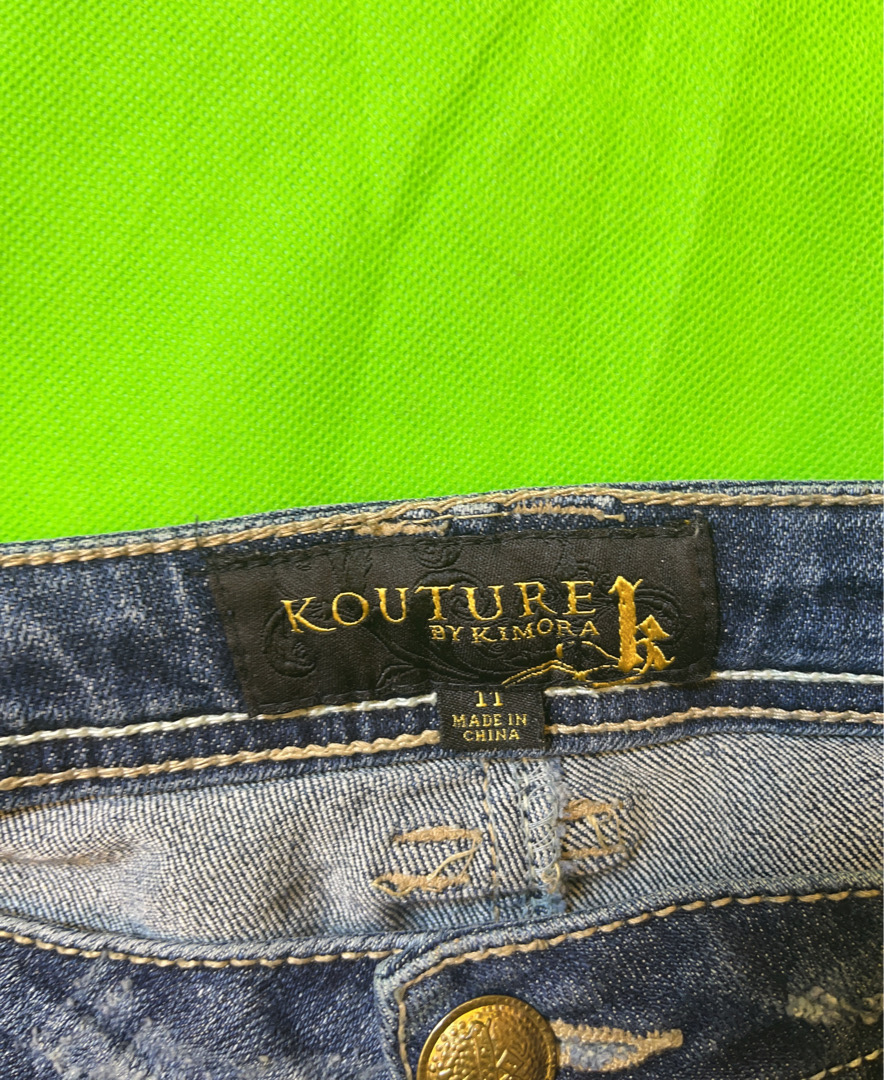 KOUTURE k
BY KIMORA
11
MADE IN
CHINA